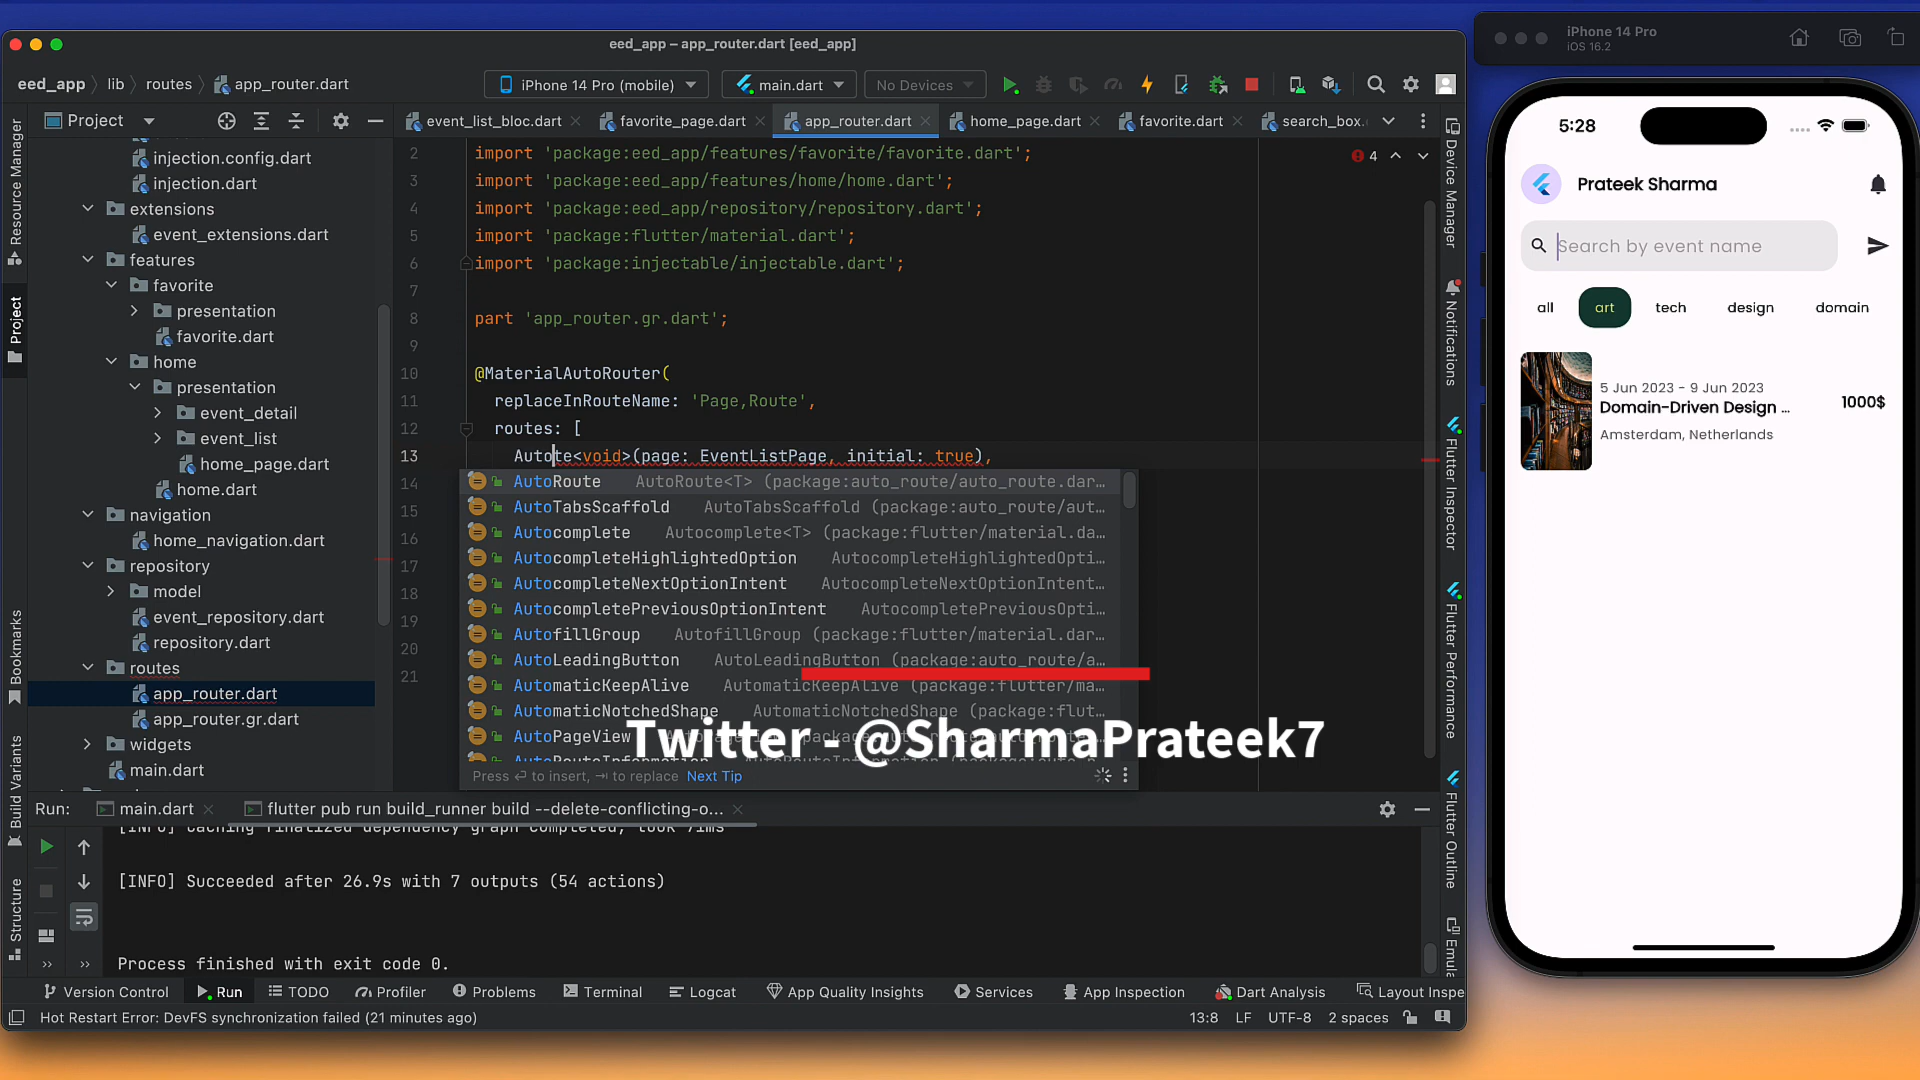 eed_app – app_router.dart [eed_app]
eed_app
lib
routes
app_router.dart
iPhone 14 Pro (mobile)
main.dart
No Devices
Project
event_list_bloc.dart
favorite_page.dart
app_router.dart
home_page.dart
favorite.dart
search_box.
Resource Manager
Project
Bookmarks
Build Variants
Structure
injection.config.dart
injection.dart
extensions
event_extensions.dart
features
favorite
presentation
favorite.dart
home
presentation
event_detail
event_list
home_page.dart
home.dart
navigation
home_navigation.dart
repository
model
event_repository.dart
repository.dart
routes
app_router.dart
app_router.gr.dart
widgets
main.dart
4
2 import 'package:eed_app/features/favorite/favorite.dart';
3 import 'package:eed_app/features/home/home.dart';
4 import 'package:eed_app/repository/repository.dart';
5 import 'package:flutter/material.dart';
6 import 'package:injectable/injectable.dart';
7
8 part 'app_router.gr.dart';
9
10 @MaterialAutoRouter(
11 replaceInRouteName: 'Page,Route',
12 routes: [
13 Autote<void>(page: EventListPage, initial: true),
14
15
16
17
18
19
20
21
AutoRoute AutoRoute<T> (package:auto_route/auto_route.dar…
AutoTabsScaffold AutoTabsScaffold (package:auto_route/aut…
Autocomplete Autocomplete<T> (package:flutter/material.da…
AutocompleteHighlightedOption AutocompleteHighlightedOpti…
AutocompleteNextOptionIntent AutocompleteNextOptionIntent…
AutocompletePreviousOptionIntent AutocompletePreviousOpti…
AutofillGroup AutofillGroup (package:flutter/material.dar…
AutoLeadingButton AutoLeadingButton (package:auto_route/a…
AutomaticKeepAlive AutomaticKeepAlive (package:flutter/ma…
AutomaticNotchedShape AutomaticNotchedShape (package:flut…
AutoPageView
Press ⏎ to insert, ⇥ to replace Next Tip
Twitter - @SharmaPrateek7
Device Manager
Notifications
Flutter Inspector
Flutter Performance
Flutter Outline
Emula
Run:
main.dart
flutter pub run build_runner build --delete-conflicting-o...
[INFO] Caching finalized dependency graph completed, took 71ms
[INFO] Succeeded after 26.9s with 7 outputs (54 actions)
Process finished with exit code 0.
Version Control
Run
TODO
Profiler
Problems
Terminal
Logcat
App Quality Insights
Services
App Inspection
Dart Analysis
Layout Inspe
Hot Restart Error: DevFS synchronization failed (21 minutes ago)
13:8 LF UTF-8 2 spaces
iPhone 14 Pro
iOS 16.2
5:28
Prateek Sharma
Search by event name
all art tech design domain
5 Jun 2023 - 9 Jun 2023
Domain-Driven Design ...
1000$
Amsterdam, Netherlands